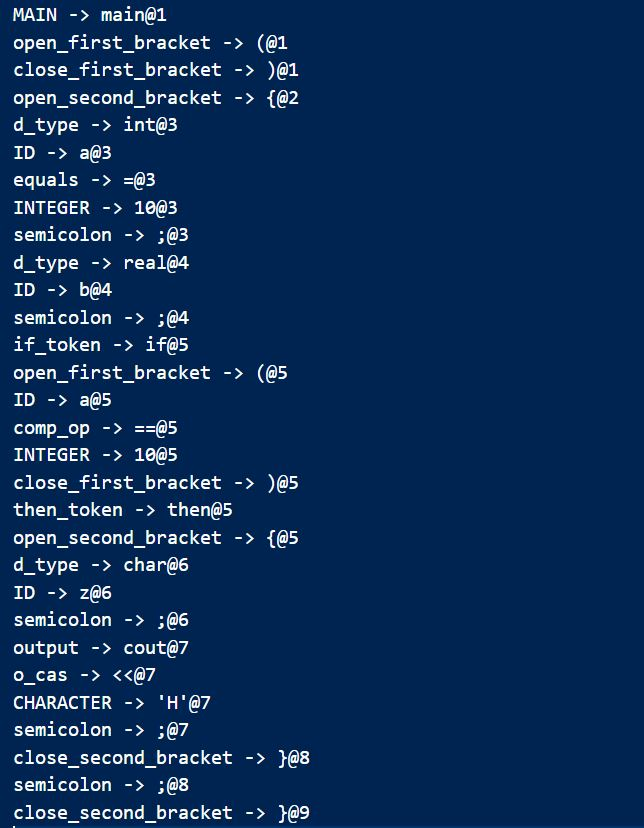 MAIN -> main@1
open_first_bracket -> (@1
close_first_bracket -> )@1
open_second_bracket -> {@2
d_type -> int@3
ID -> a@3
equals -> =@3
INTEGER -> 10@3
semicolon -> ;@3
d_type -> real@4
ID -> b@4
semicolon -> ;@4
if_token -> if@5
open_first_bracket -> (@5
ID -> a@5
comp_op -> ==@5
INTEGER -> 10@5
close_first_bracket -> )@5
then_token -> then@5
open_second_bracket -> {@5
d_type -> char@6
ID -> z@6
semicolon -> ;@6
output -> cout@7
o_cas -> <<@7
CHARACTER -> 'H'@7
semicolon -> ;@7
close_second_bracket -> }@8
semicolon -> ;@8
close_second_bracket -> }@9